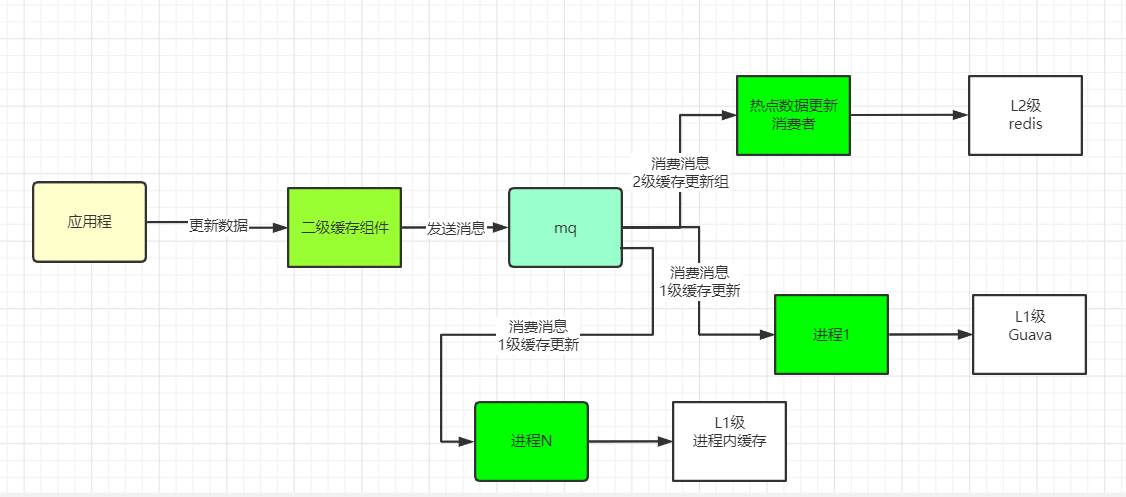 热点数据更新
消费者
L2级
redis
消费消息
2级缓存更新组
应用程
更新数据
二级缓存组件
发送消息
mq
消费消息
1级缓存更新
进程1
L1级
Guava
消费消息
1级缓存更新
进程N
L1级
进程内缓存